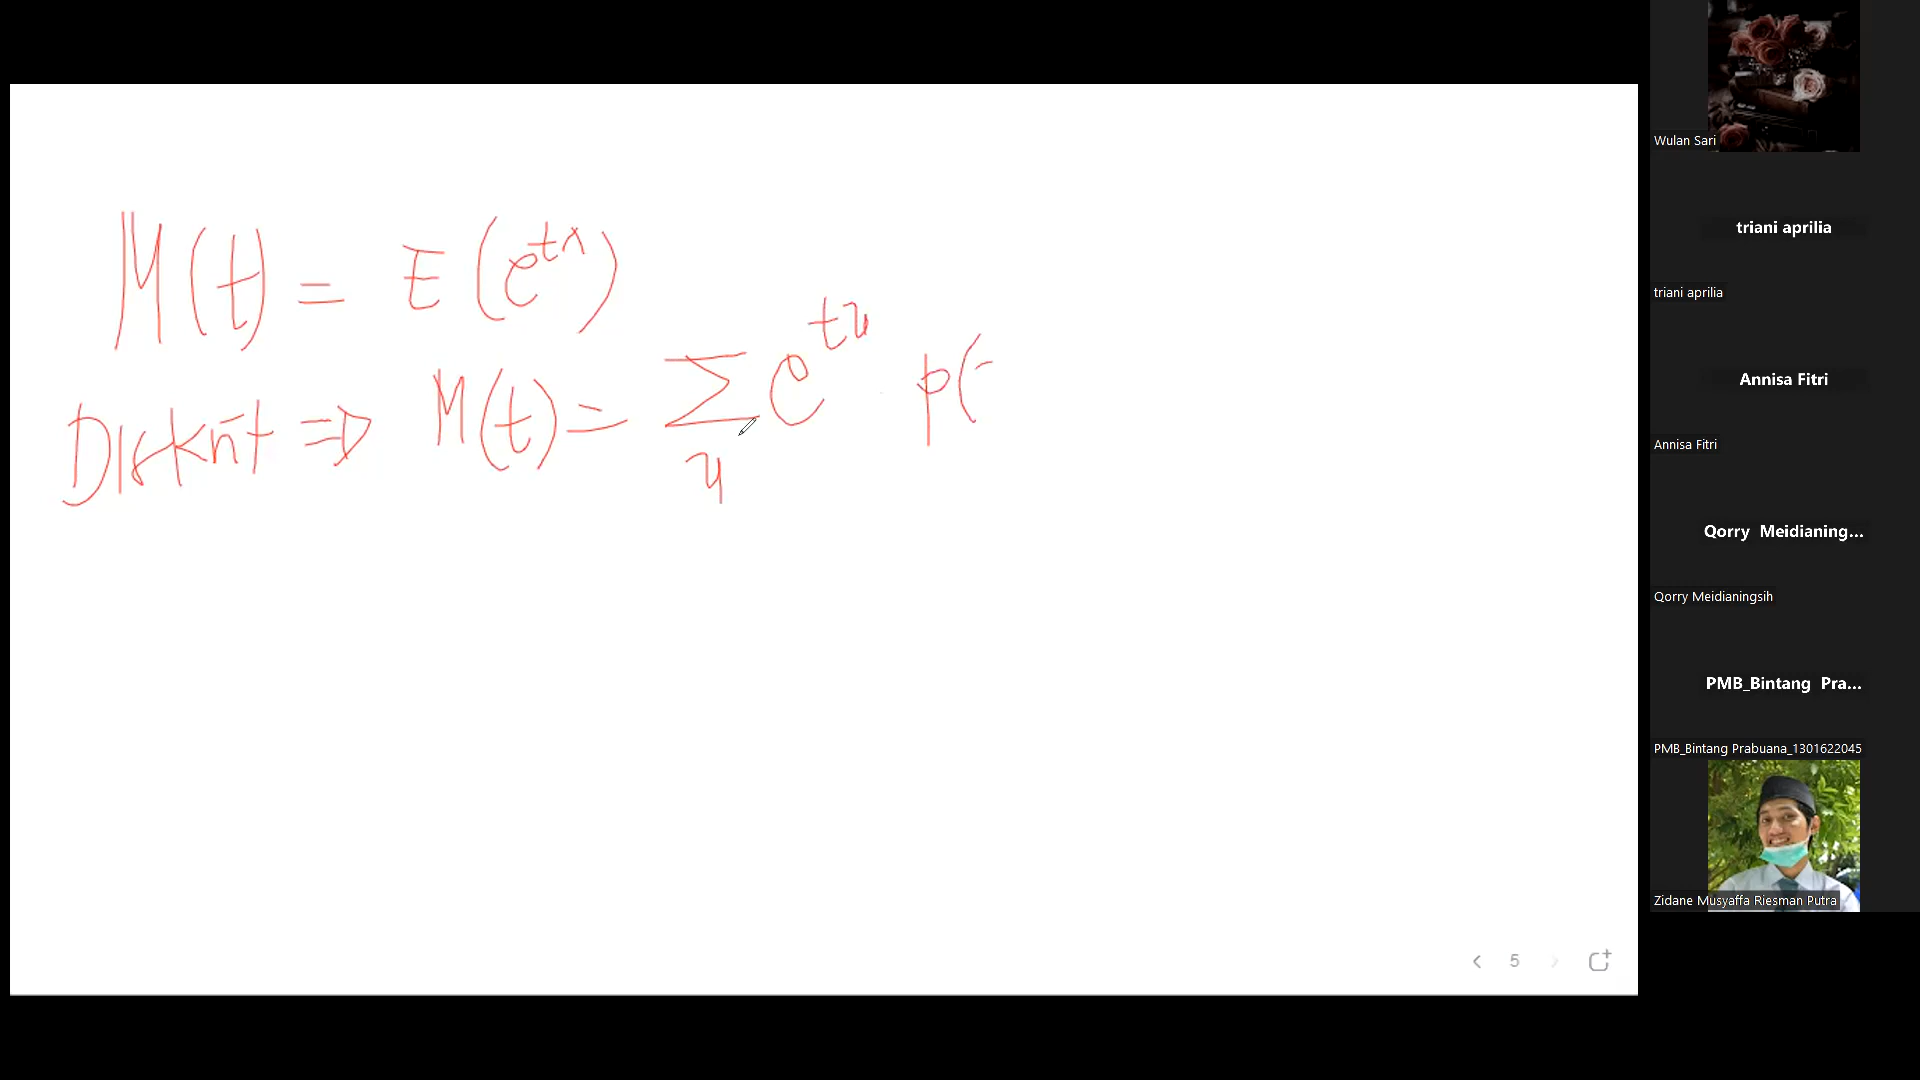 M(t) = E(e^{tx})
Diskrit ⇒ M(t) = Σ_x e^{tx} . p(
Wulan Sari
triani aprilia
triani aprilia
Annisa Fitri
Annisa Fitri
Qorry Meidianing...
Qorry Meidianingsih
PMB_Bintang Pra...
PMB_Bintang Prabuana_1301622045
Zidane Musyaffa Riesman Putra
5